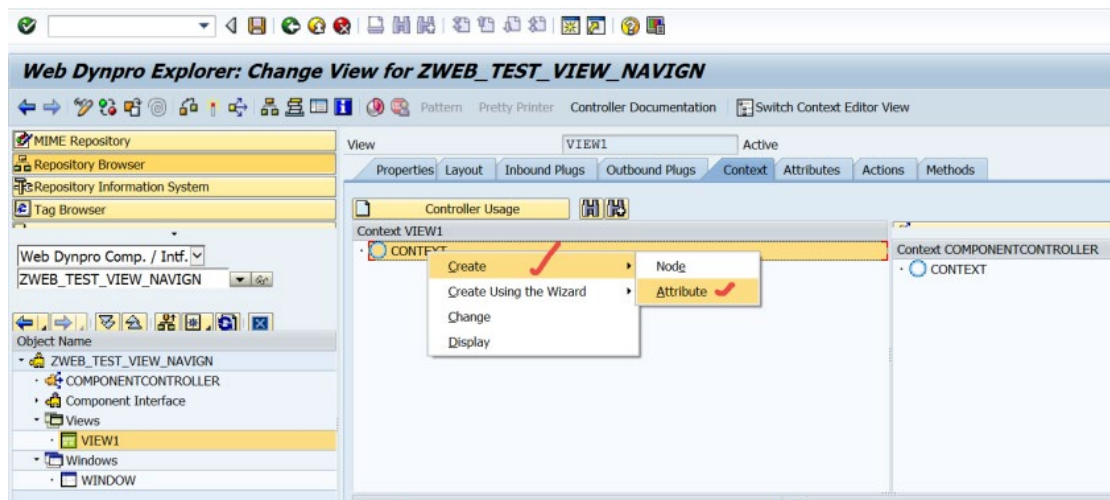 Web Dynpro Explorer: Change View for ZWEB_TEST_VIEW_NAVIGN
Pattern Pretty Printer Controller Documentation Switch Context Editor View
MIME Repository
Repository Browser
Repository Information System
Tag Browser
Web Dynpro Comp. / Intf.
ZWEB_TEST_VIEW_NAVIGN
Object Name
ZWEB_TEST_VIEW_NAVIGN
COMPONENTCONTROLLER
Component Interface
Views
VIEW1
Windows
WINDOW
View VIEW1 Active
Properties Layout Inbound Plugs Outbound Plugs Context Attributes Actions Methods
Controller Usage
Context VIEW1
CONTEXT
Create
Create Using the Wizard
Change
Display
Node
Attribute
Context COMPONENTCONTROLLER
CONTEXT